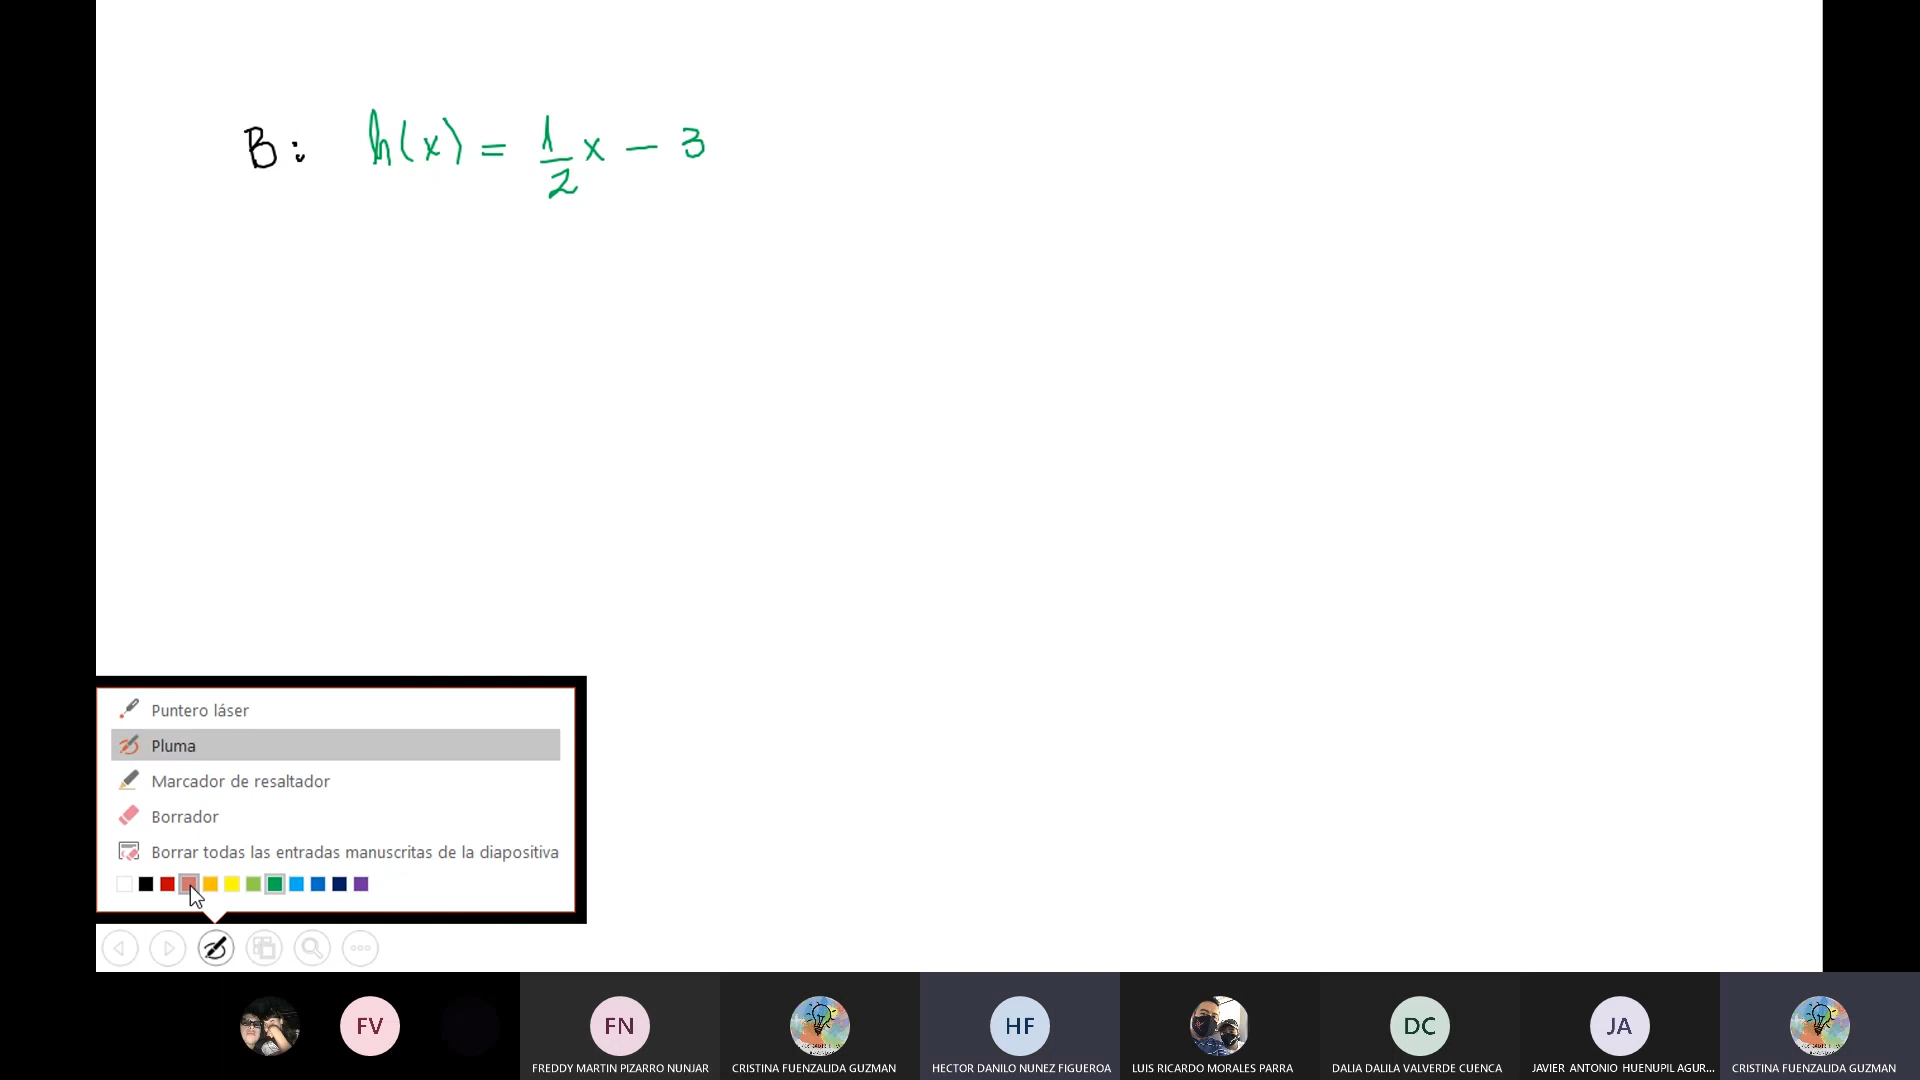 B: h(x) = 1/2 x - 3
Puntero láser
Pluma
Marcador de resaltador
Borrador
Borrar todas las entradas manuscritas de la diapositiva
FV
FN
HF
DC
JA
FREDDY MARTIN PIZARRO NUNJAR
CRISTINA FUENZALIDA GUZMAN
HECTOR DANILO NUNEZ FIGUEROA
LUIS RICARDO MORALES PARRA
DALIA DALILA VALVERDE CUENCA
JAVIER ANTONIO HUENUPIL AGUR...
CRISTINA FUENZALIDA GUZMAN